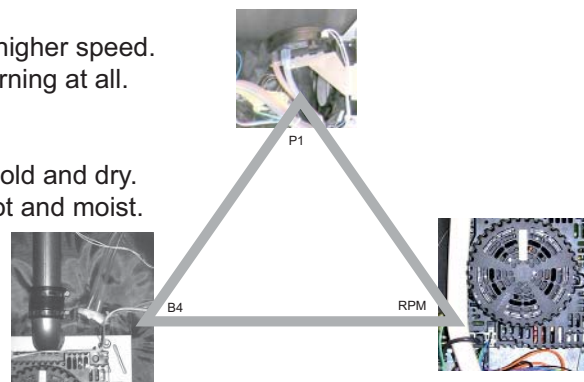 higher speed.
rning at all.
P1
old and dry.
ot and moist.
B4
RPM